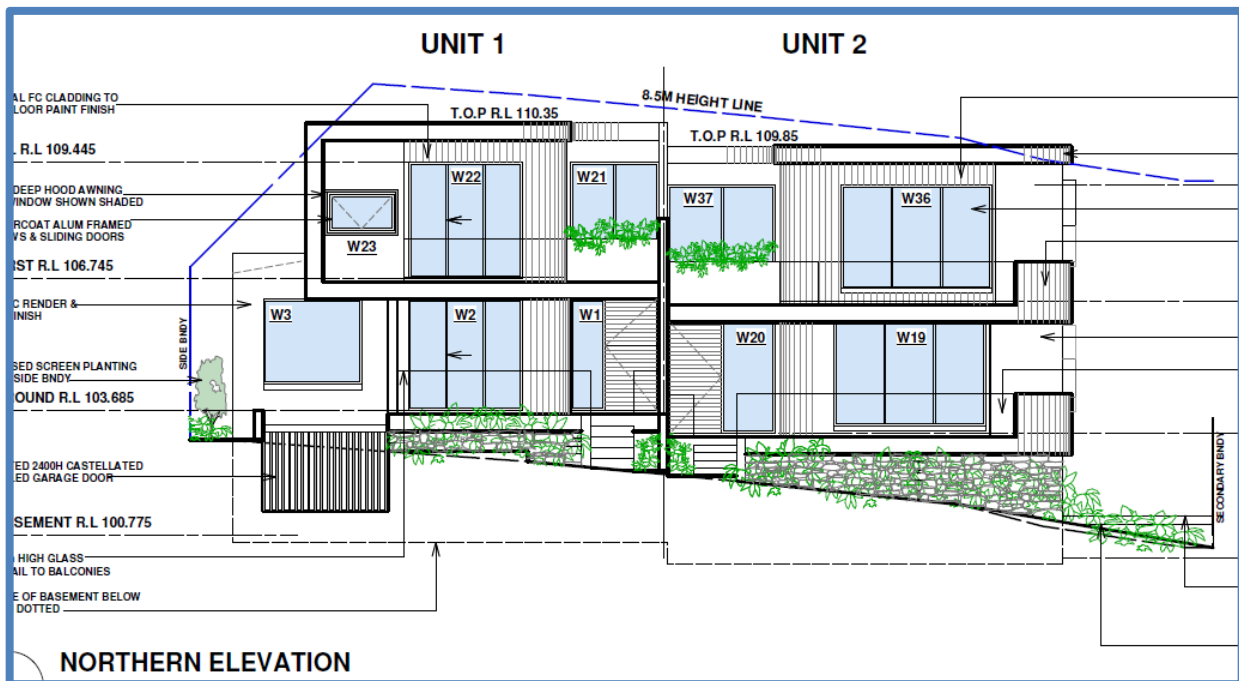 UNIT 1
UNIT 2
8.5M HEIGHT LINE
AL FC CLADDING TO
LOOR PAINT FINISH
T.O.P R.L 110.35
T.O.P R.L 109.85
R.L 109.445
W22
W21
W37
W36
DEEP HOOD AWNING
WINDOW SHOWN SHADED
RCOAT ALUM FRAMED
WS & SLIDING DOORS
W23
RST R.L 106.745
C RENDER &
INISH
W3
W2
W1
W20
W19
SIDE BNDY
SED SCREEN PLANTING
SIDE BNDY
ROUND R.L 103.685
TED 2400H CASTELLATED
LED GARAGE DOOR
SECONDARY BNDY
SEMENT R.L 100.775
HIGH GLASS
AIL TO BALCONIES
E OF BASEMENT BELOW
DOTTED
NORTHERN ELEVATION